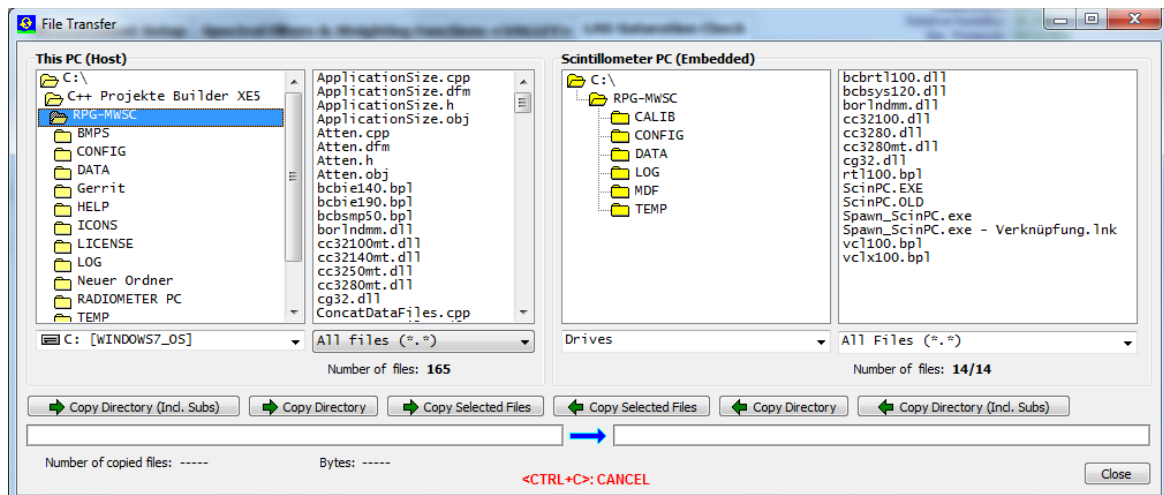 File Transfer
This PC (Host)
C:\
C++ Projekte Builder XE5
RPG-MWSC
BMPS
CONFIG
DATA
Gerrit
HELP
ICONS
LICENSE
LOG
Neuer Ordner
RADIOMETER PC
TEMP
ApplicationSize.cpp
ApplicationSize.dfm
ApplicationSize.h
ApplicationSize.obj
Atten.cpp
Atten.dfm
Atten.h
Atten.obj
bcbie140.bpl
bcbie190.bpl
bcbsmp50.bpl
borlndmm.dll
cc32100mt.dll
cc32140mt.dll
cc3250mt.dll
cc3280mt.dll
cg32.dll
ConcatDataFiles.cpp
C: [WINDOWS7_OS]
All files (*.*)
Number of files: 165
Scintillometer PC (Embedded)
C:\
RPG-MWSC
CALIB
CONFIG
DATA
LOG
MDF
TEMP
bcbrtl100.dll
bcbsys120.dll
borlndmm.dll
cc32100.dll
cc3280.dll
cc3280mt.dll
cg32.dll
rtl100.bpl
ScinPC.EXE
ScinPC.OLD
Spawn_ScinPC.exe
Spawn_ScinPC.exe - Verknüpfung.lnk
vcl100.bpl
vclx100.bpl
Drives
All Files (*.*)
Number of files: 14/14
Copy Directory (Incl. Subs)
Copy Directory
Copy Selected Files
Copy Selected Files
Copy Directory
Copy Directory (Incl. Subs)
Number of copied files: -----
Bytes: -----
<CTRL+C>: CANCEL
Close